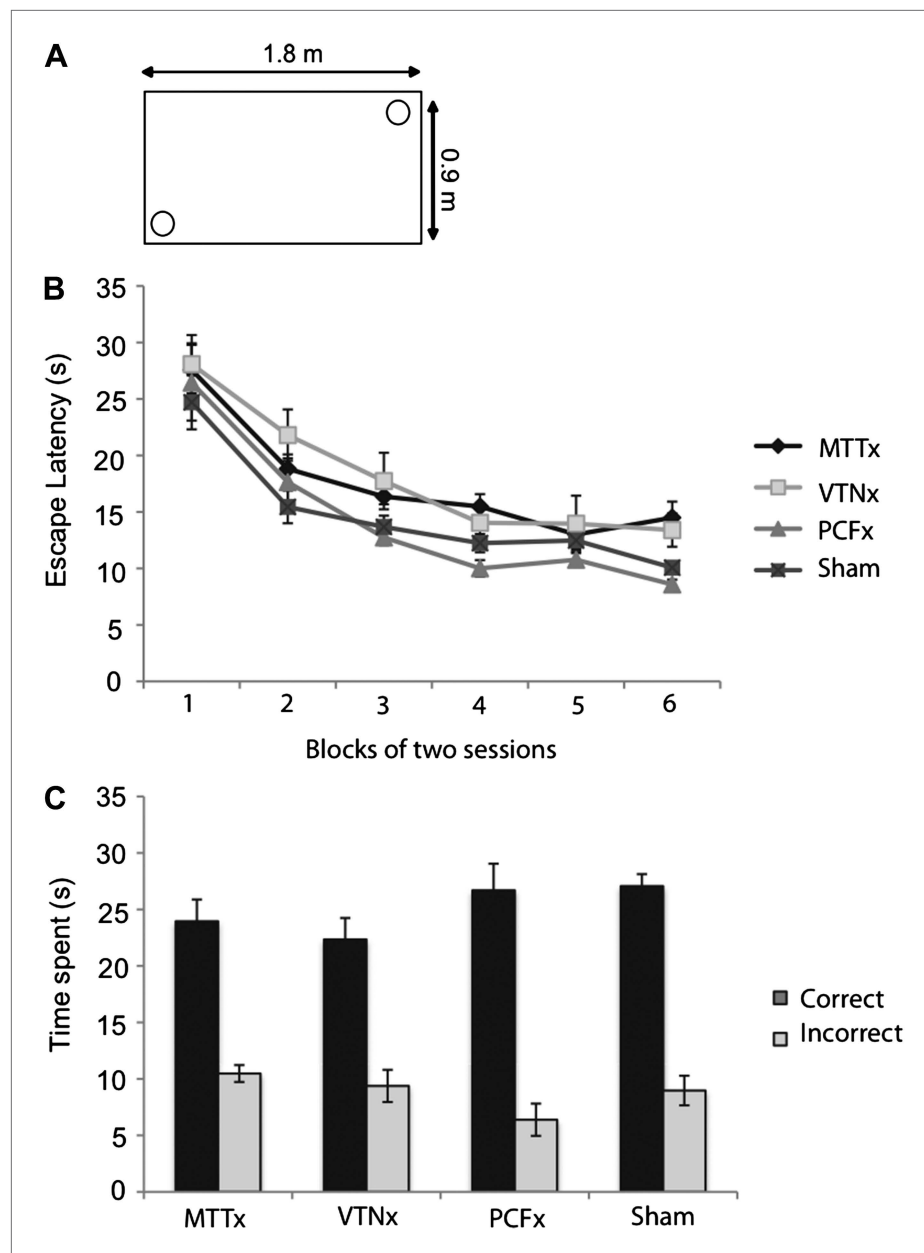 A
1.8 m
0.9 m
B
Escape Latency (s)
35
30
25
20
15
10
5
0
1 2 3 4 5 6
Blocks of two sessions
MTTx
VTNx
PCFx
Sham
C
Time spent (s)
35
30
25
20
15
10
5
0
MTTx VTNx PCFx Sham
Correct
Incorrect